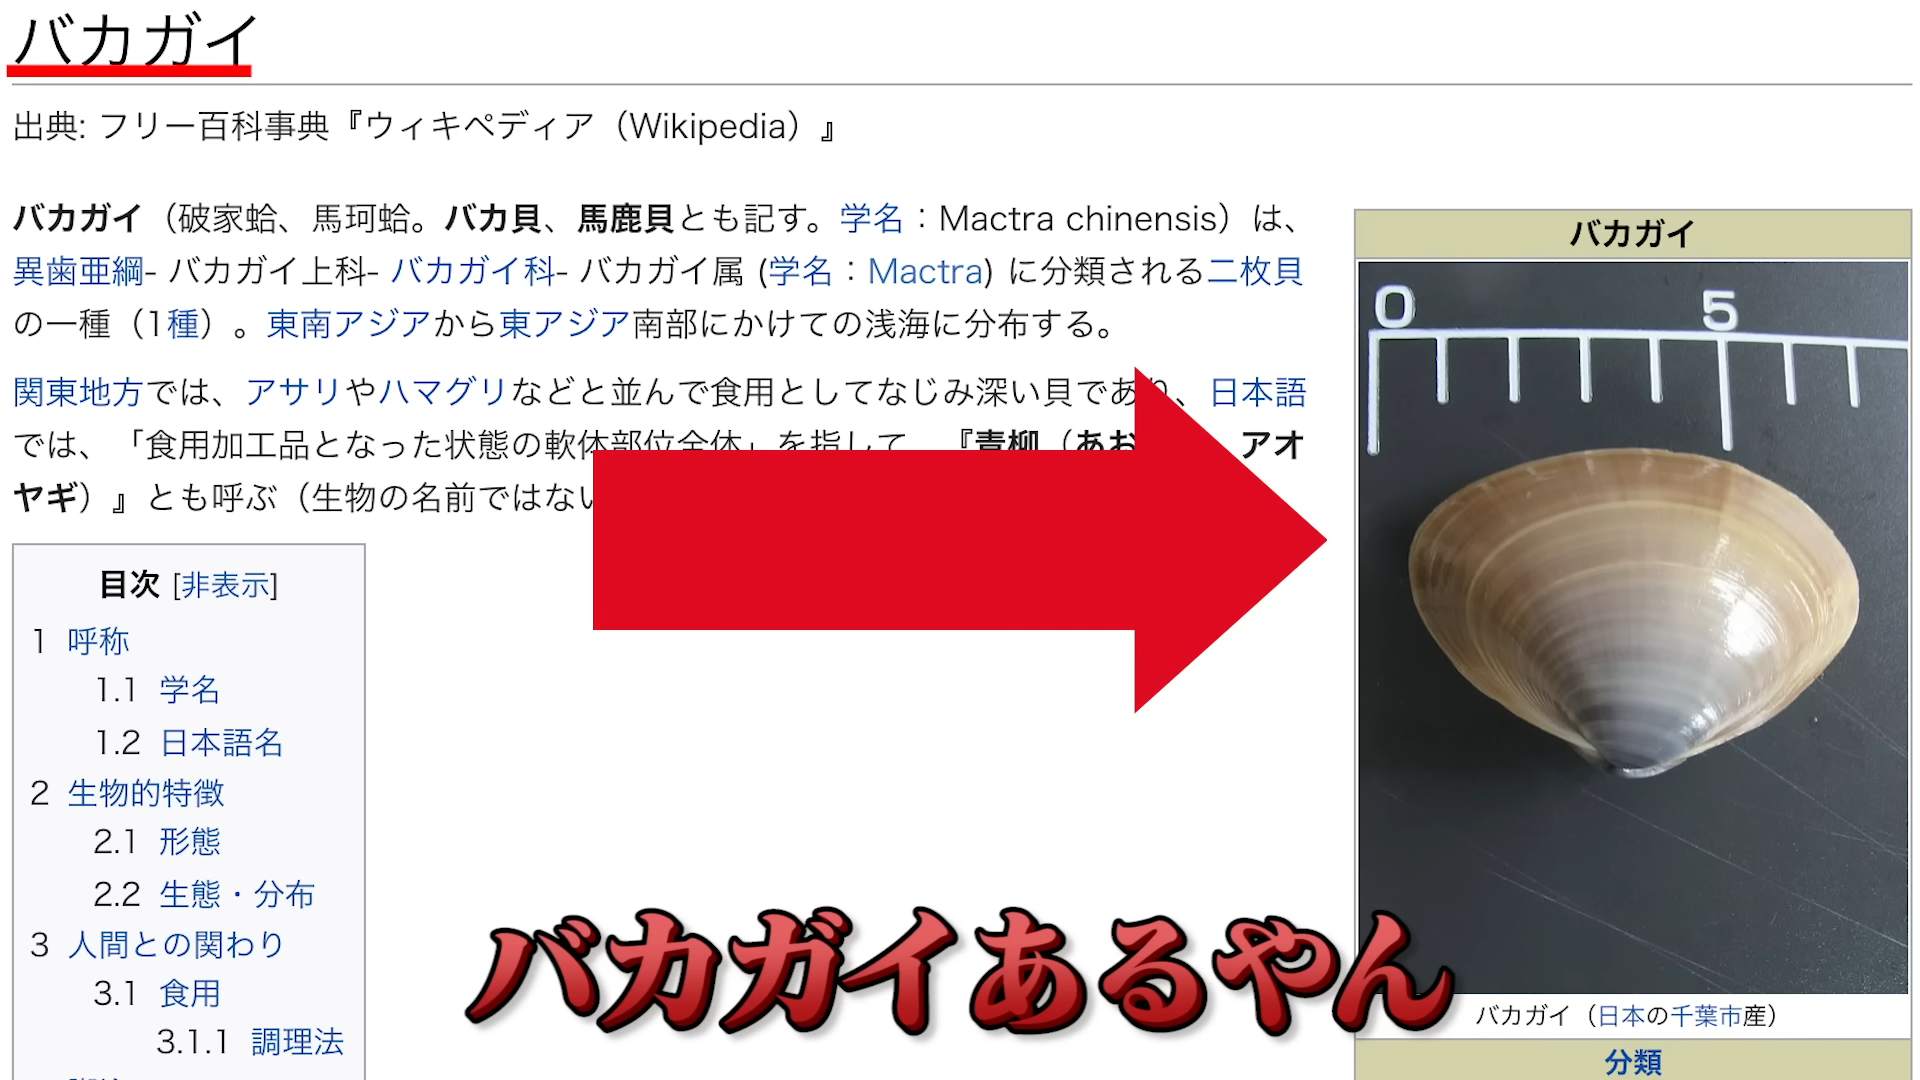 バカガイ
出典: フリー百科事典『ウィキペディア（Wikipedia）』
バカガイ（破家蛤、馬珂蛤。バカ貝、馬鹿貝とも記す。学名：Mactra chinensis）は、
異歯亜綱- バカガイ上科- バカガイ科- バカガイ属 (学名：Mactra) に分類される二枚貝
の一種（1種）。東南アジアから東アジア南部にかけての浅海に分布する。
関東地方では、アサリやハマグリなどと並んで食用としてなじみ深い貝であり、日本語
では、「食用加工品となった状態の軟体部位全体」を指して、『青柳（あお アオ
ヤギ）』とも呼ぶ（生物の名前ではない
目次 [非表示]
1 呼称
1.1 学名
1.2 日本語名
2 生物的特徴
2.1 形態
2.2 生態・分布
3 人間との関わり
3.1 食用
3.1.1 調理法
バカガイ
0 5
バカガイ（日本の千葉市産）
分類
バカガイあるやん